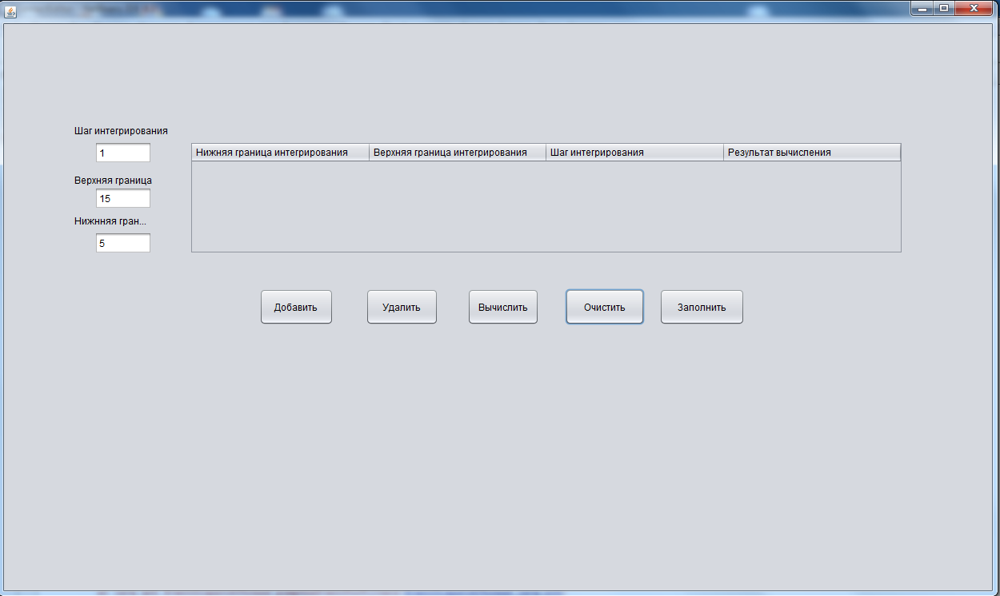 Шаг интегрирования
1
Верхняя граница
15
Нижнняя гран...
5
Нижняя граница интегрирования Верхняя граница интегрирования Шаг интегрирования Результат вычисления
Добавить Удалить Вычислить Очистить Заполнить